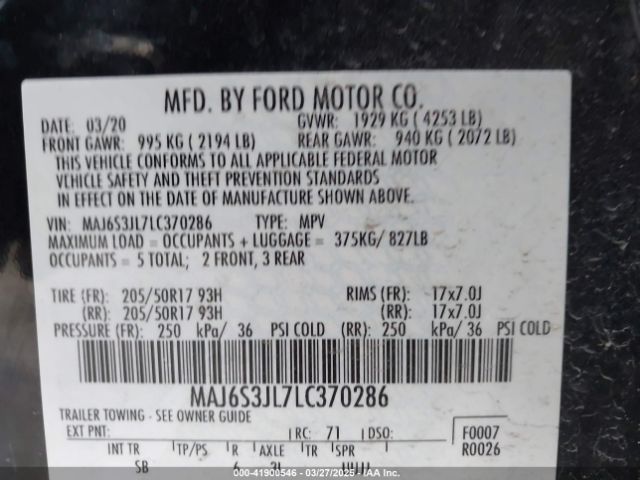 MFD. BY FORD MOTOR CO.
DATE: 03/20 GVWR: 1929 KG ( 4253 LB)
FRONT GAWR: 995 KG ( 2194 LB) REAR GAWR: 940 KG ( 2072 LB)
THIS VEHICLE CONFORMS TO ALL APPLICABLE FEDERAL MOTOR
VEHICLE SAFETY AND THEFT PREVENTION STANDARDS
IN EFFECT ON THE DATE OF MANUFACTURE SHOWN ABOVE.
VIN: MAJ6S3JL7LC370286 TYPE: MPV
MAXIMUM LOAD = OCCUPANTS + LUGGAGE = 375KG/ 827LB
OCCUPANTS = 5 TOTAL; 2 FRONT, 3 REAR
TIRE (FR): 205/50R17 93H RIMS (FR): 17x7.0J
(RR): 205/50R17 93H (RR): 17x7.0J
PRESSURE (FR): 250 kPa/ 36 PSI COLD (RR): 250 kPa/ 36 PSI COLD
MAJ6S3JL7LC370286
TRAILER TOWING - SEE OWNER GUIDE
EXT PNT: RC: 71 DSO: F0007
R0026
INT TR TP/PS R AXLE TR SPR
SB 6
000-41900546 - 03/27/2025 - IAAI.COM